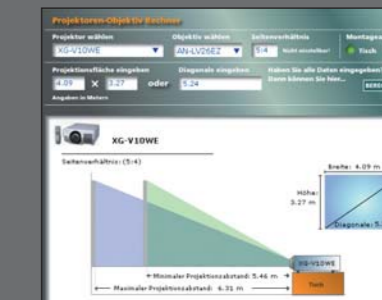 Projektoren-Objektiv Rechner
Projektor wählen
Objektiv wählen
Seitenverhältnis
Montageart
XG-V10WE
AN-LV26EZ
5:4
Nicht einstellbar!
Tisch
Projektionsfläche eingeben
Diagonale eingeben
Haben Sie alle Daten eingegeben?
Dann können Sie hier...
4.09 X 3.27 oder 5.24
Angaben in Metern
XG-V10WE
Seitenverhältnis: (5:4)
Breite: 4.09 m
Höhe:
3.27 m
Diagonale: 5.
Minimaler Projektionsabstand: 5.46 m
Maximaler Projektionsabstand: 6.31 m
XG-V10WE
Tisch